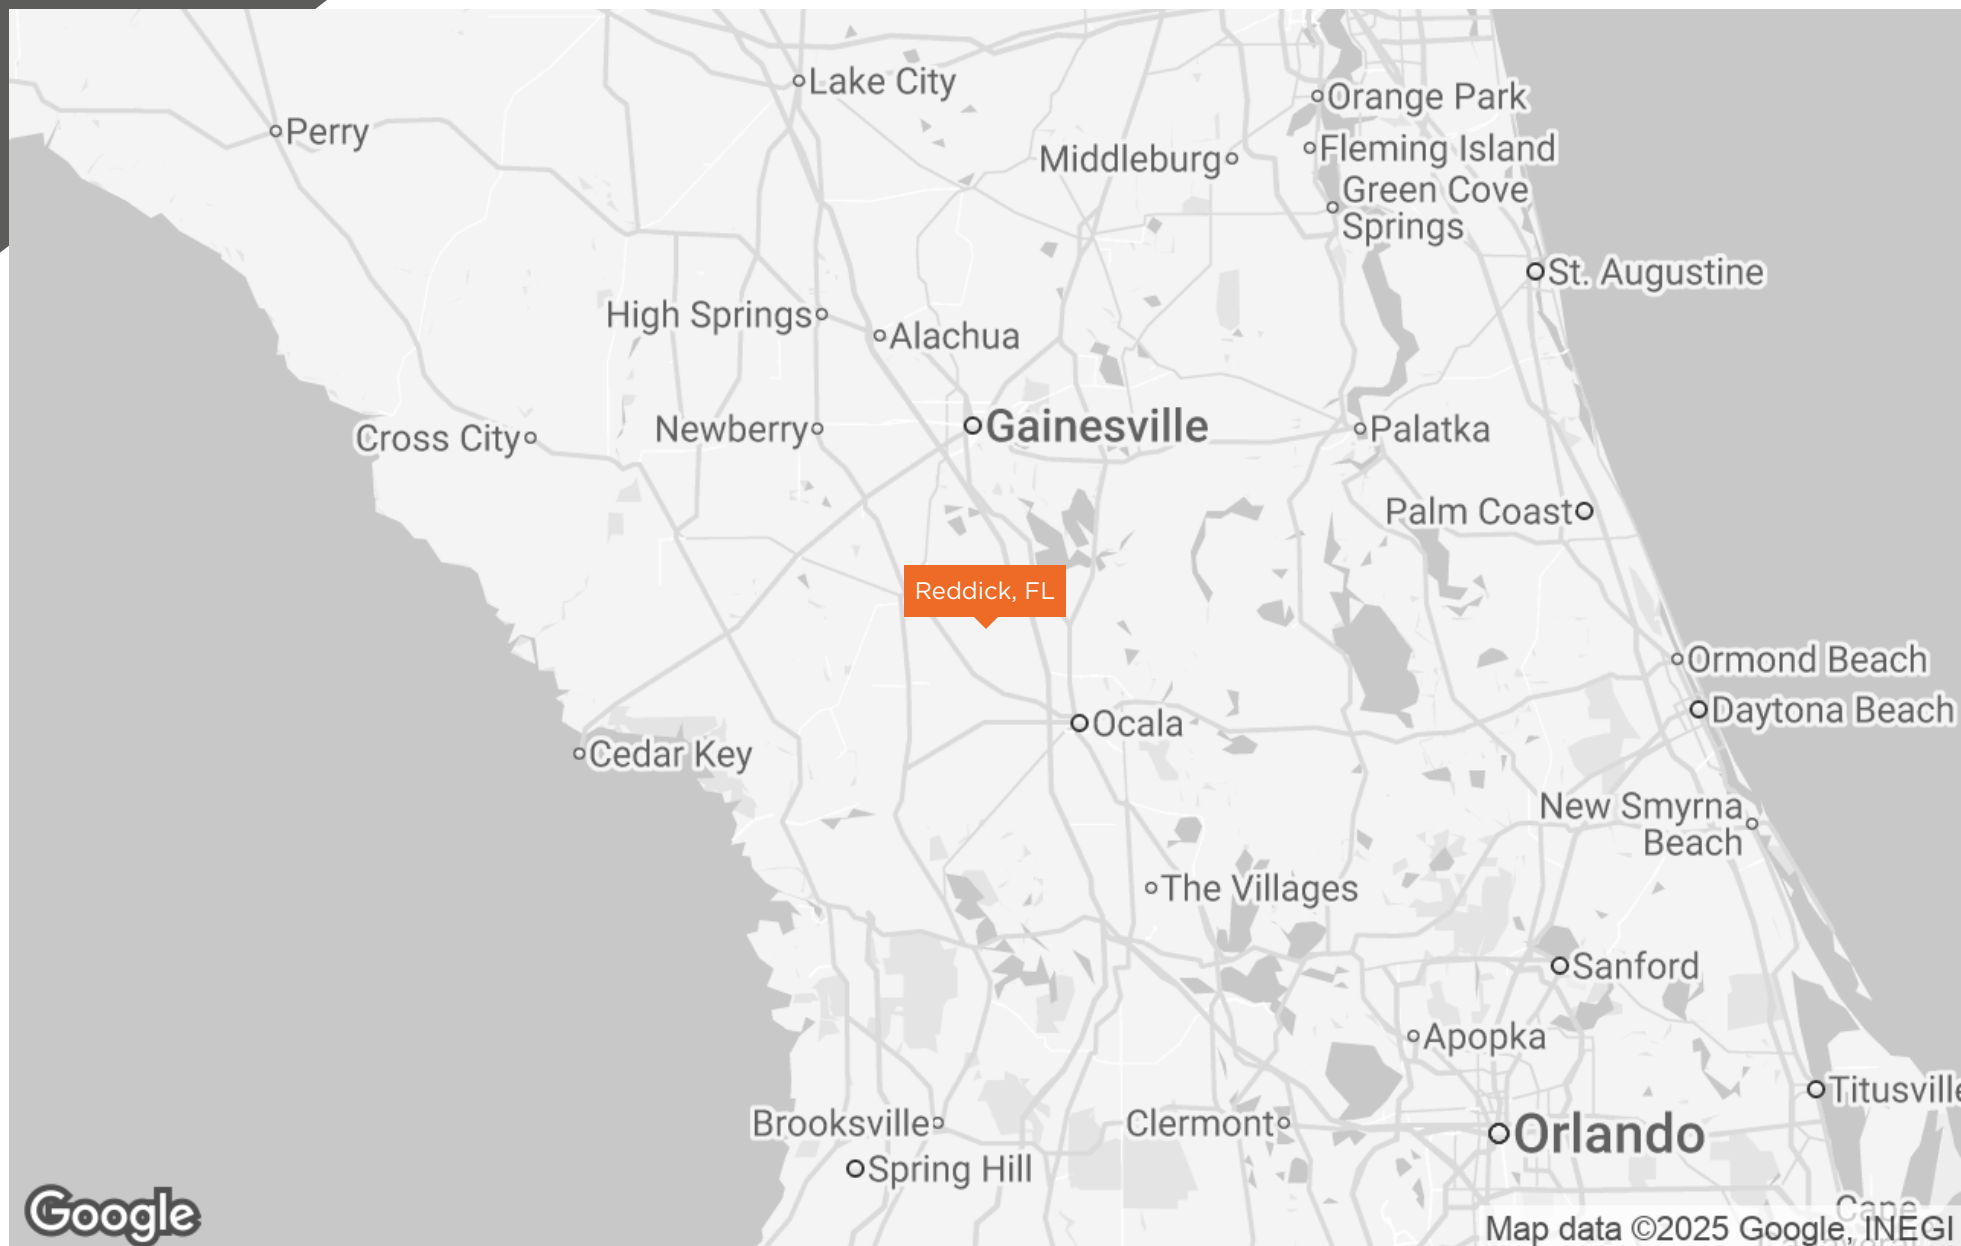 Lake City
Orange Park
Perry
Fleming Island
Middleburg
Green Cove
Springs
St. Augustine
High Springs
Alachua
Gainesville
Newberry
Palatka
Cross City
Palm Coast
Reddick, FL
Ormond Beach
Daytona Beach
Ocala
Cedar Key
New Smyrna
Beach
The Villages
Sanford
Apopka
Titusville
Brooksville
Clermont
Orlando
Spring Hill
Cape
Google
Map data ©2025 Google, INEGI